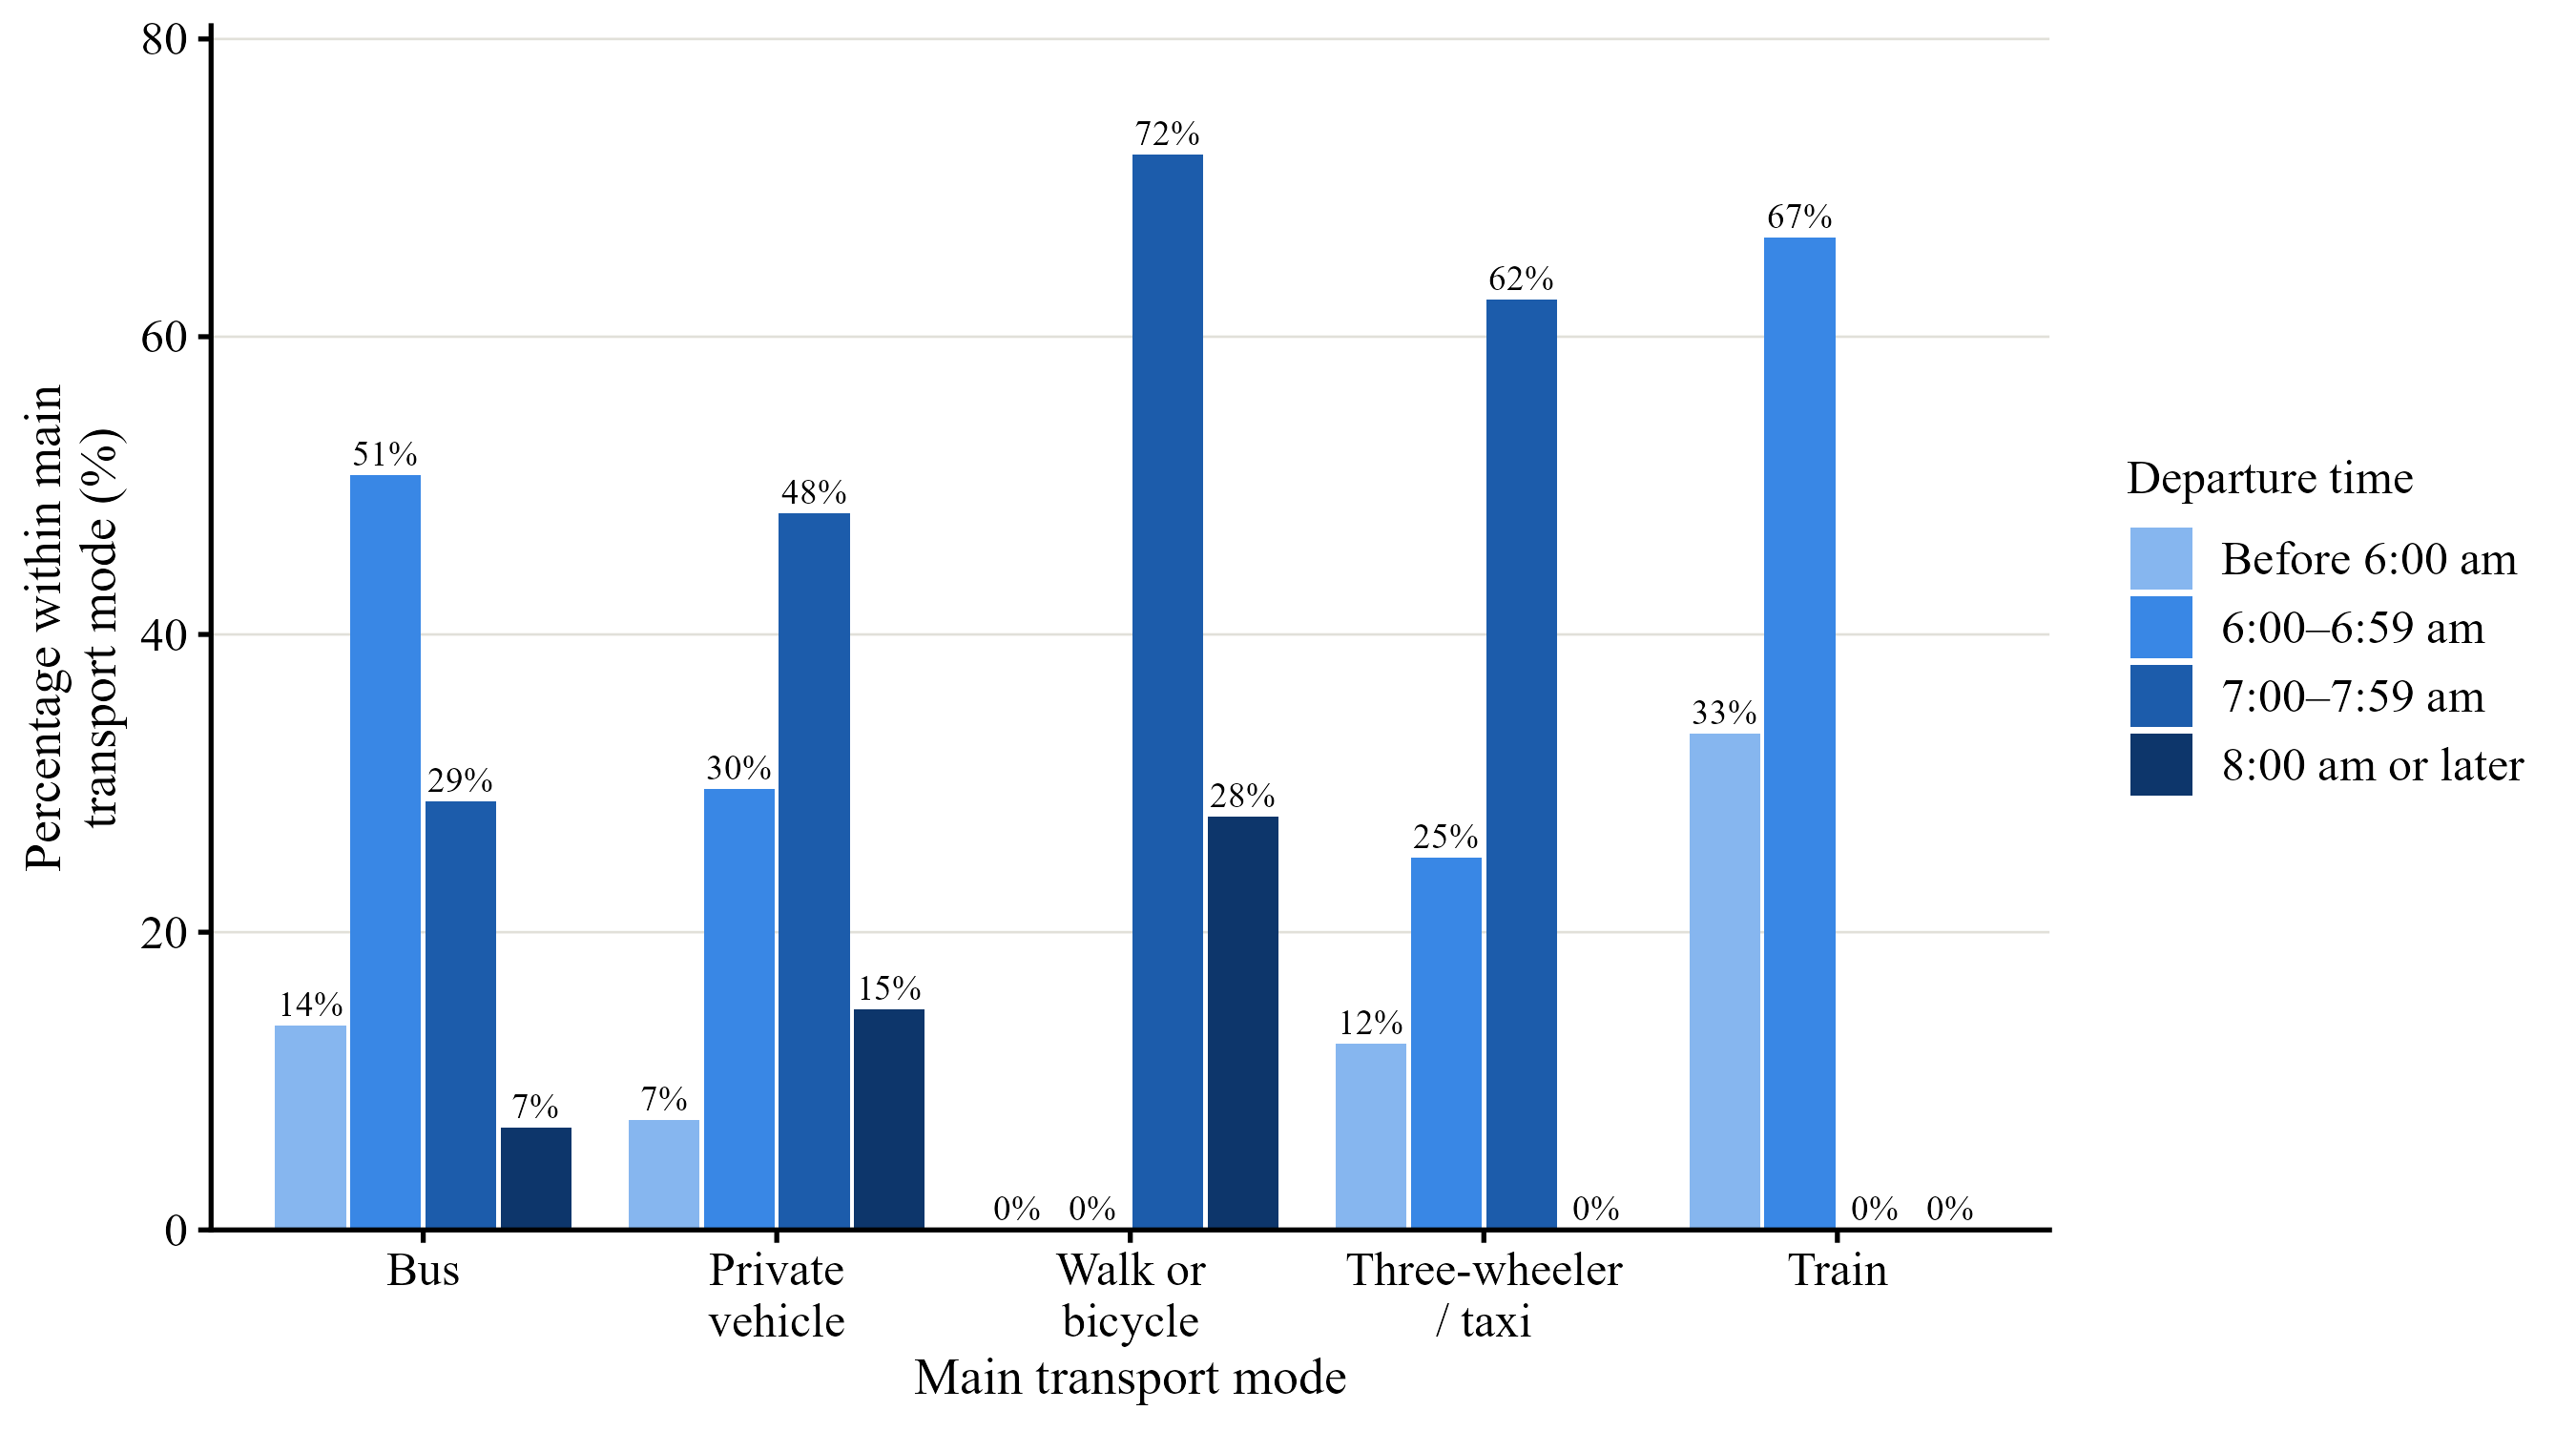 80
60
40
20
0
Percentage within main
transport mode (%)
14%
51%
29%
7%
7%
30%
48%
15%
0%
0%
72%
28%
12%
25%
62%
0%
33%
67%
0%
0%
Bus
Private
vehicle
Walk or
bicycle
Three-wheeler
/ taxi
Train
Main transport mode
Departure time
Before 6:00 am
6:00–6:59 am
7:00–7:59 am
8:00 am or later